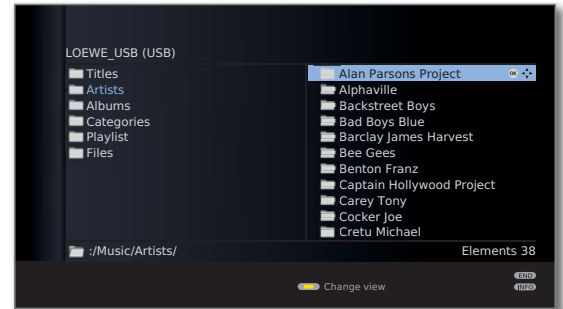 LOEWE_USB (USB)
Titles
Artists
Albums
Categories
Playlist
Files
Alan Parsons Project OK
Alphaville
Backstreet Boys
Bad Boys Blue
Barclay James Harvest
Bee Gees
Benton Franz
Captain Hollywood Project
Carey Tony
Cocker Joe
Cretu Michael
:/Music/Artists/
Elements 38
Change view
END
INFO